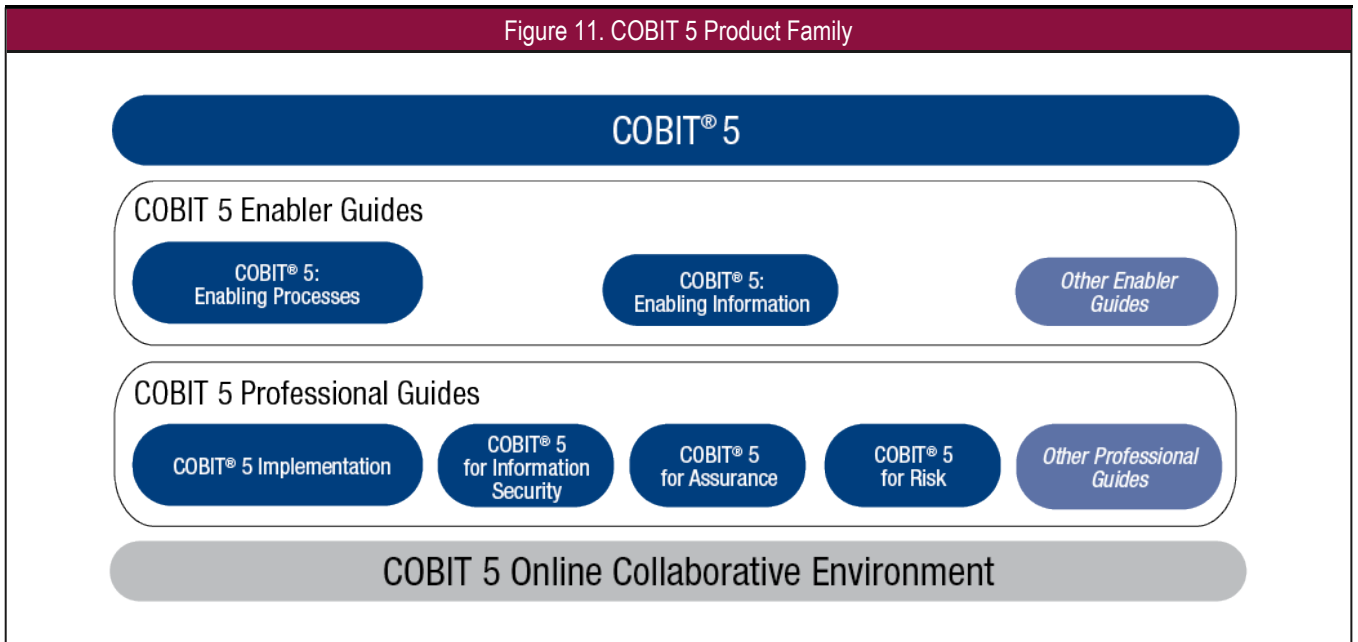 Figure 11. COBIT 5 Product Family
COBIT® 5
COBIT 5 Enabler Guides
COBIT® 5:
Enabling Processes
COBIT® 5:
Enabling Information
Other Enabler
Guides
COBIT 5 Professional Guides
COBIT® 5 Implementation
COBIT® 5
for Information
Security
COBIT® 5
for Assurance
COBIT® 5
for Risk
Other Professional
Guides
COBIT 5 Online Collaborative Environment